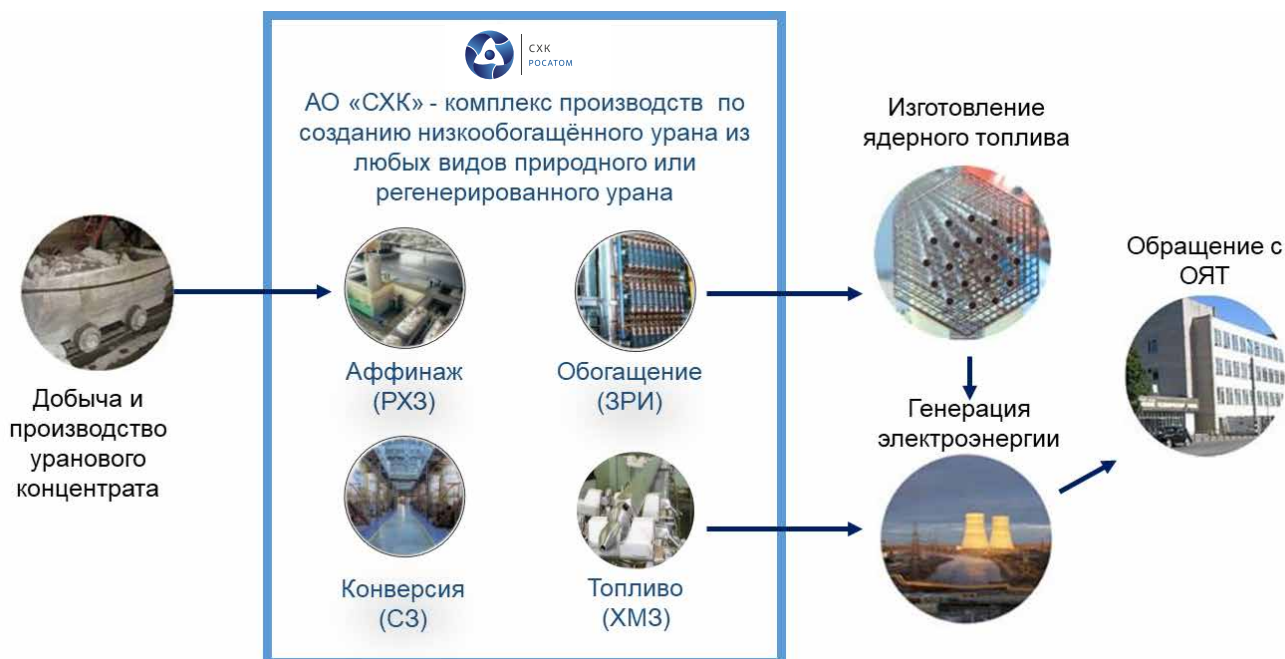 СХК
РОСАТОМ
АО «СХК» - комплекс производств по
созданию низкообогащённого урана из
любых видов природного или
регенерированного урана
Добыча и
производство
уранового
концентрата
Аффинаж
(РХЗ)
Обогащение
(ЗРИ)
Конверсия
(СЗ)
Топливо
(ХМЗ)
Изготовление
ядерного топлива
Генерация
электроэнергии
Обращение с
ОЯТ